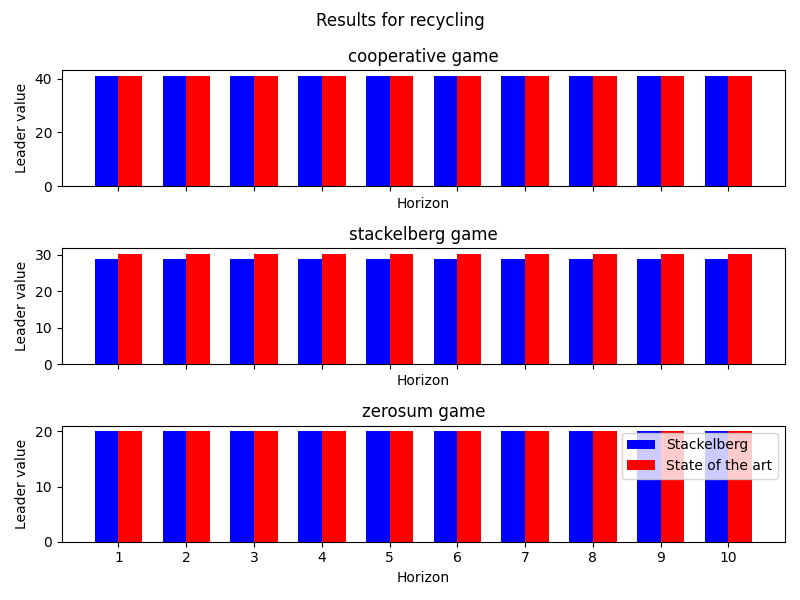 Results for recycling
cooperative game
40
20
0
Leader value
Horizon
stackelberg game
30
20
10
0
Leader value
Horizon
zerosum game
20
10
0
Leader value
Stackelberg
State of the art
1 2 3 4 5 6 7 8 9 10
Horizon